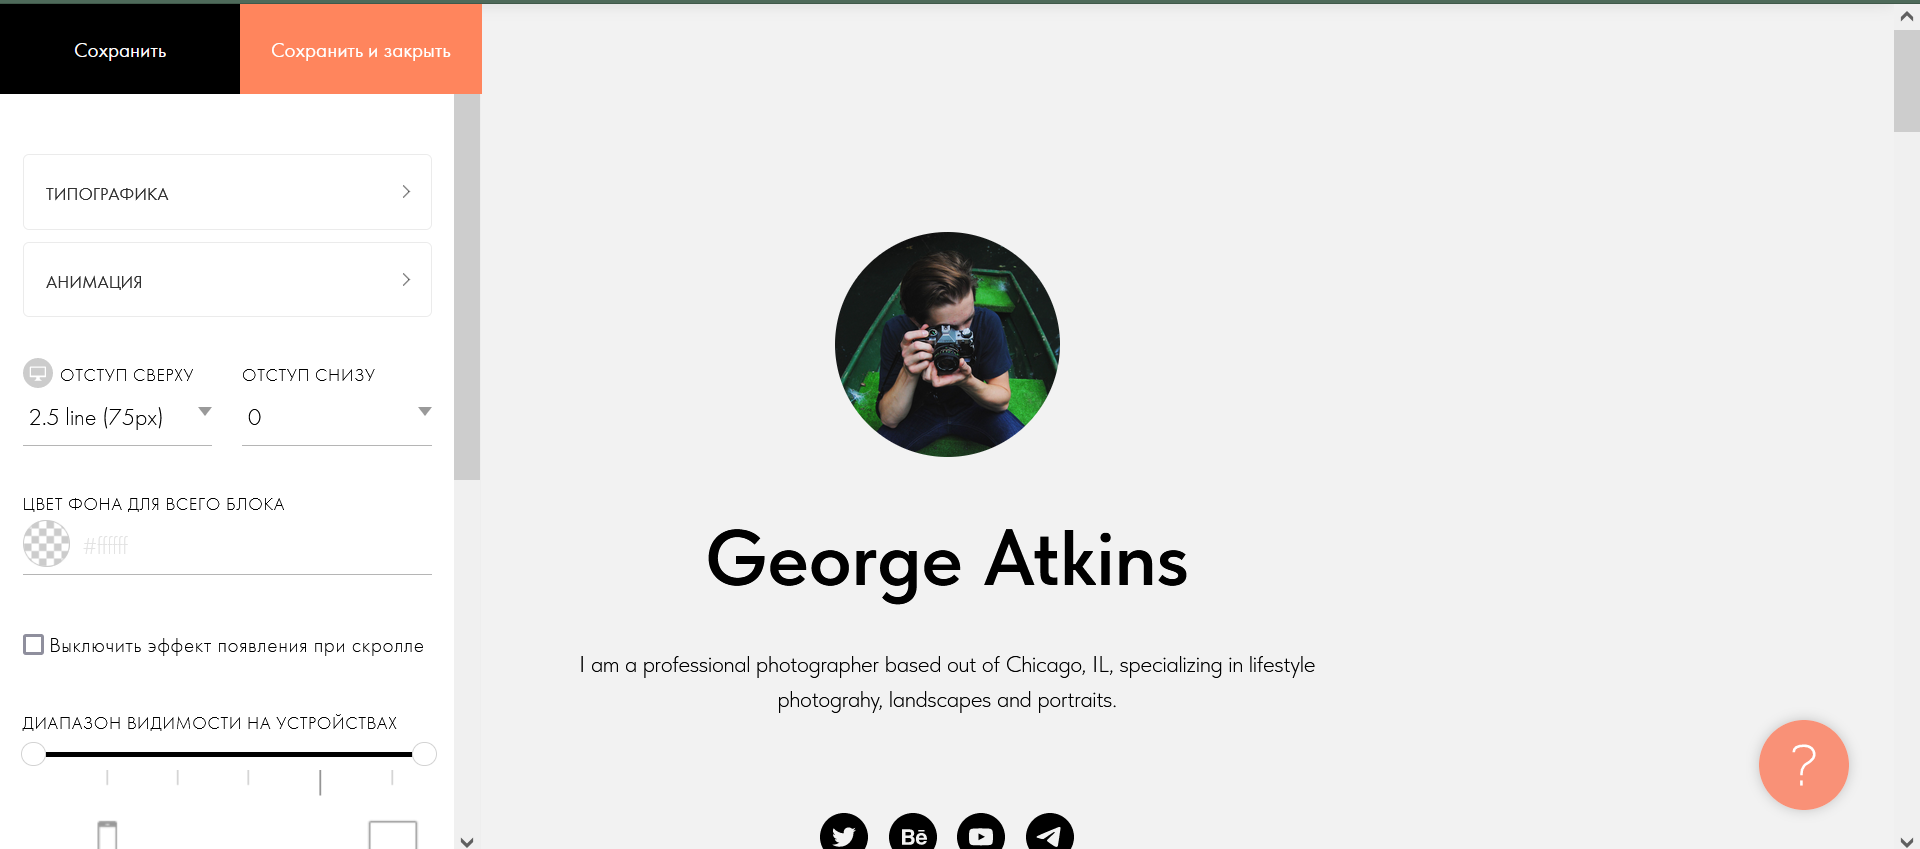 Сохранить
Сохранить и закрыть
ТИПОГРАФИКА
АНИМАЦИЯ
ОТСТУП СВЕРХУ
ОТСТУП СНИЗУ
2.5 line (75px)
0
ЦВЕТ ФОНА ДЛЯ ВСЕГО БЛОКА
#ffffff
Выключить эффект появления при скролле
ДИАПАЗОН ВИДИМОСТИ НА УСТРОЙСТВАХ
George Atkins
I am a professional photographer based out of Chicago, IL, specializing in lifestyle
photograhy, landscapes and portraits.
Bē
?